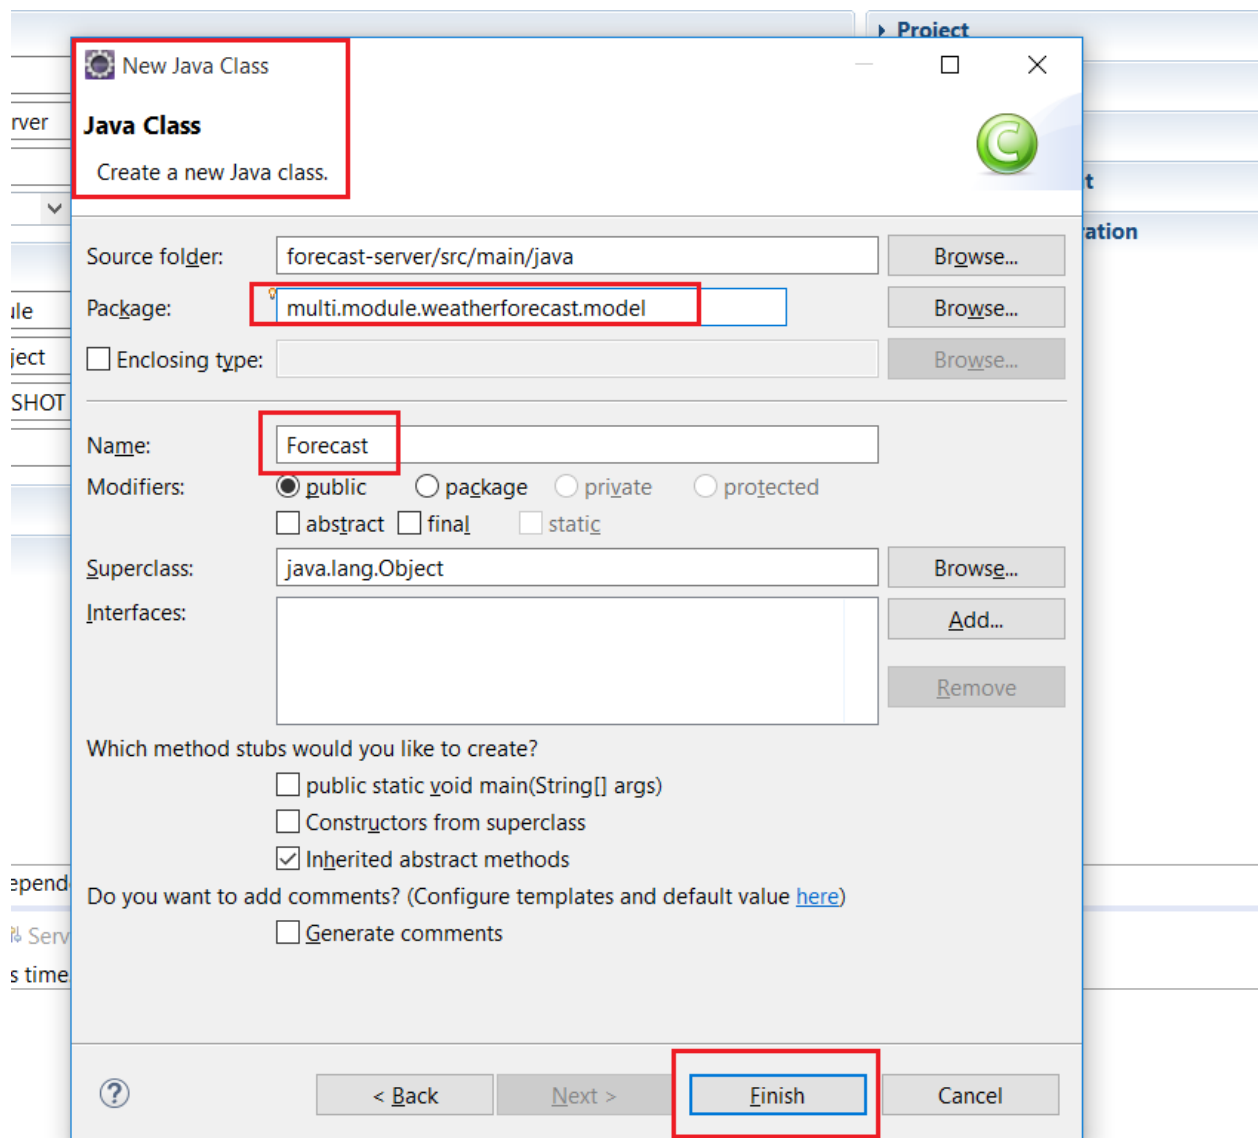 Project
New Java Class
rver
Java Class
Create a new Java class.
t
ration
Source folder: forecast-server/src/main/java Browse...
Package: multi.module.weatherforecast.model Browse...
ule
Enclosing type: Browse...
ject
SHOT
Name: Forecast
Modifiers: public package private protected
abstract final static
Superclass: java.lang.Object Browse...
Interfaces: Add...
Remove
Which method stubs would you like to create?
public static void main(String[] args)
Constructors from superclass
Inherited abstract methods
epend
Do you want to add comments? (Configure templates and default value here)
Serv
Generate comments
s time
? < Back Next > Finish Cancel